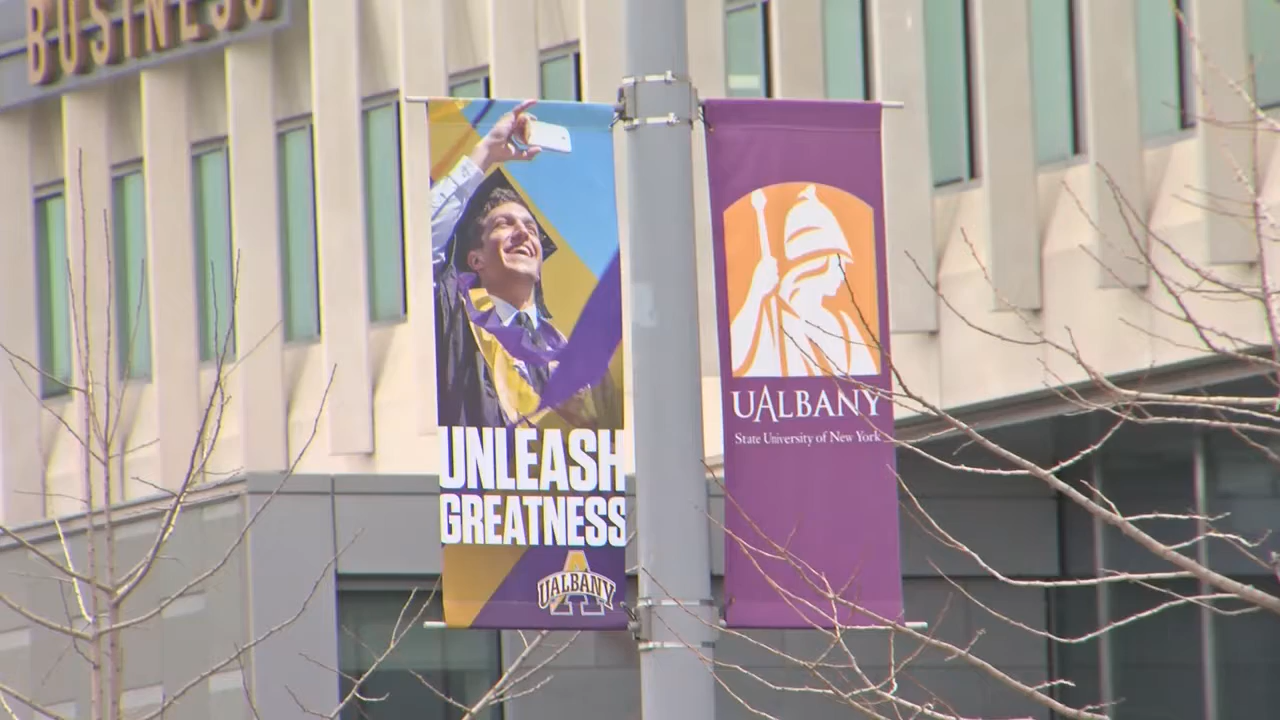 BUSINESS
UNLEASH
GREATNESS
UALBANY
UALBANY
State University of New York